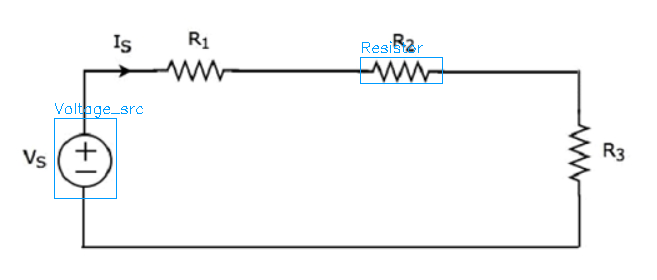 Is
R1
R2
Resistor
Voltage_src
+
−
Vs
R3